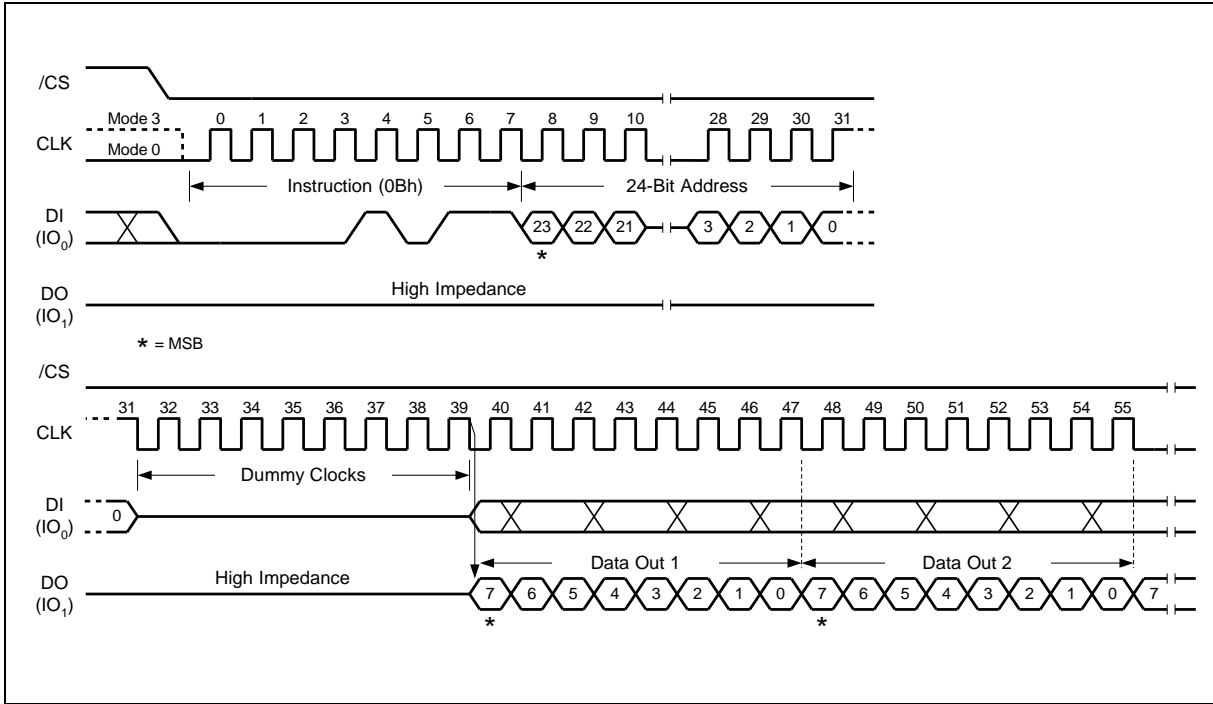 /CS
Mode 3
0 1 2 3 4 5 6 7 8 9 10 28 29 30 31
CLK
Mode 0
Instruction (0Bh)
24-Bit Address
DI
(IO₀)
23 22 21 3 2 1 0
*
High Impedance
DO
(IO₁)
* = MSB
/CS
31 32 33 34 35 36 37 38 39 40 41 42 43 44 45 46 47 48 49 50 51 52 53 54 55
CLK
Dummy Clocks
DI
(IO₀)
0
Data Out 1
Data Out 2
High Impedance
DO
(IO₁)
7 6 5 4 3 2 1 0 7 6 5 4 3 2 1 0 7
* *